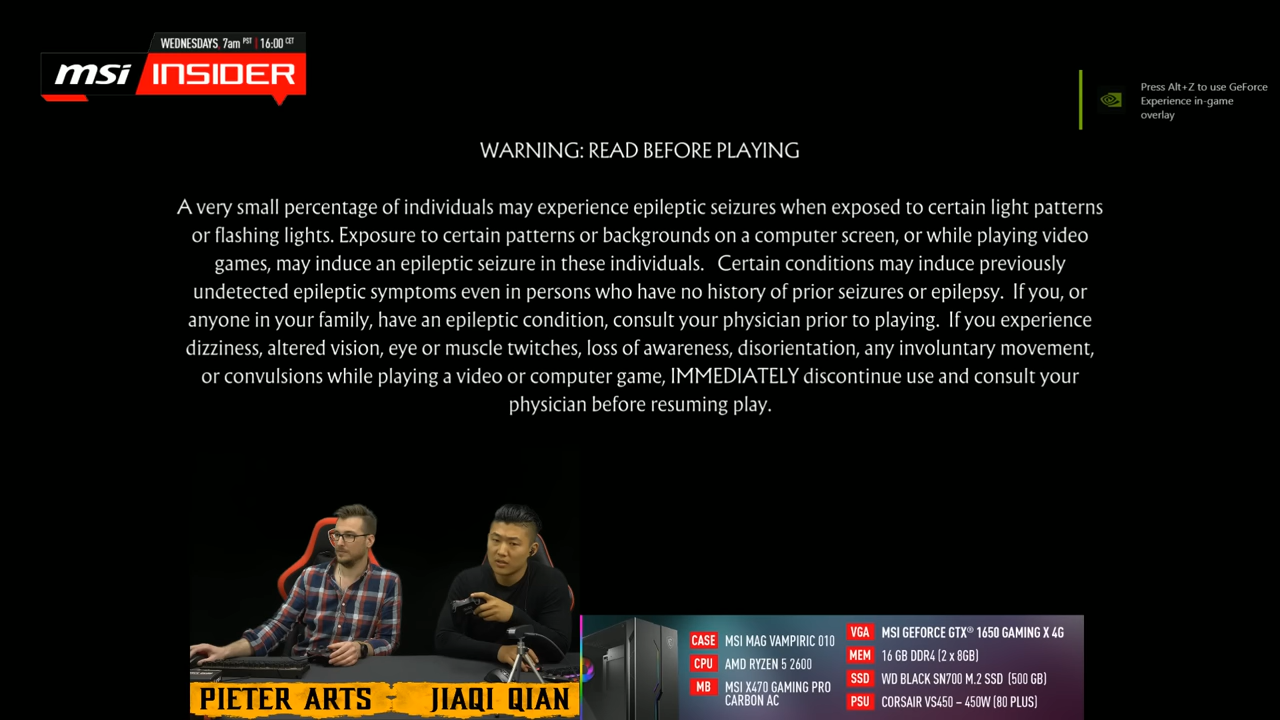 WEDNESDAYS, 7am PST | 16:00 CET
msi INSIDER
Press Alt+Z to use GeForce
Experience in-game
overlay
WARNING: READ BEFORE PLAYING
A very small percentage of individuals may experience epileptic seizures when exposed to certain light patterns
or flashing lights. Exposure to certain patterns or backgrounds on a computer screen, or while playing video
games, may induce an epileptic seizure in these individuals. Certain conditions may induce previously
undetected epileptic symptoms even in persons who have no history of prior seizures or epilepsy. If you, or
anyone in your family, have an epileptic condition, consult your physician prior to playing. If you experience
dizziness, altered vision, eye or muscle twitches, loss of awareness, disorientation, any involuntary movement,
or convulsions while playing a video or computer game, IMMEDIATELY discontinue use and consult your
physician before resuming play.
PIETER ARTS - JIAQI QIAN
CASE MSI MAG VAMPIRIC 010
CPU AMD RYZEN 5 2600
MB MSI X470 GAMING PRO
CARBON AC
VGA MSI GEFORCE GTX® 1650 GAMING X 4G
MEM 16 GB DDR4 (2 x 8GB)
SSD WD BLACK SN700 M.2 SSD (500 GB)
PSU CORSAIR VS450 – 450W (80 PLUS)